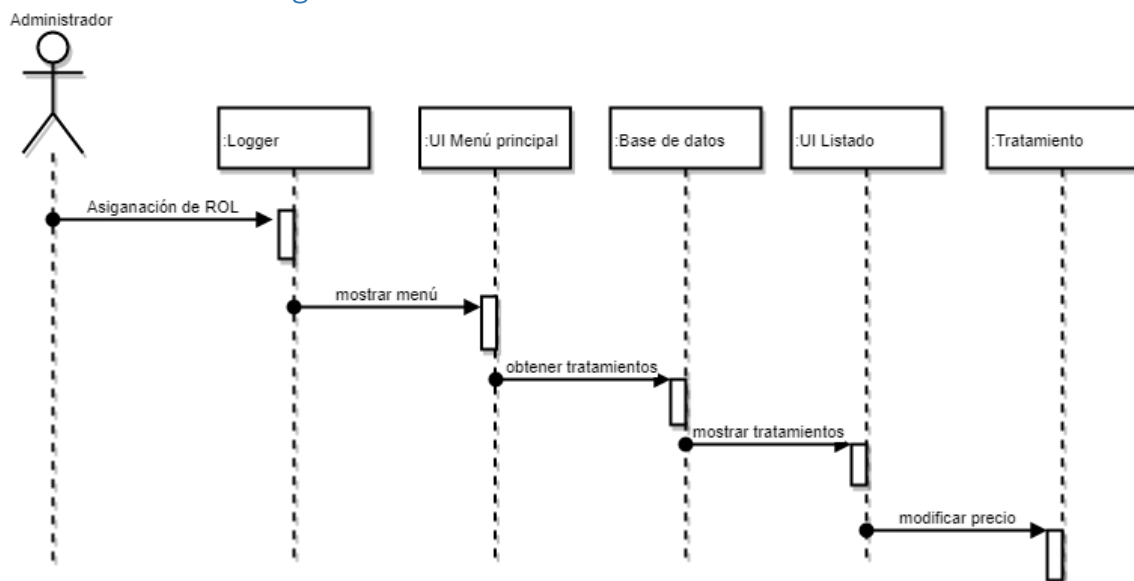 Administrador
:Logger
:UI Menú principal
:Base de datos
:UI Listado
:Tratamiento
Asiganación de ROL
mostrar menú
obtener tratamientos
mostrar tratamientos
modificar precio